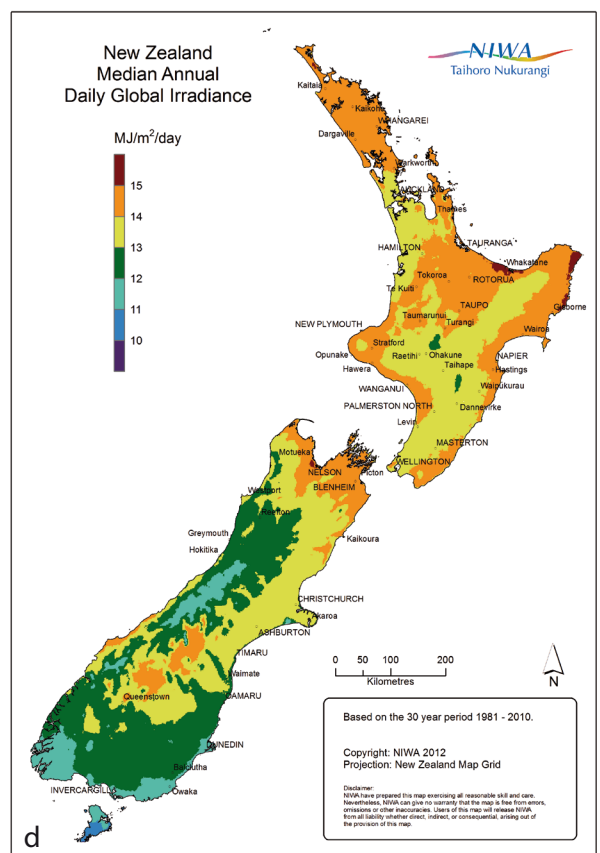 New Zealand
Median Annual
Daily Global Irradiance
NIWA
Taihoro Nukurangi
MJ/m²/day
15
14
13
12
11
10
Kaitaia
Kaikohe
WHANGAREI
Dargaville
Warkworth
AUCKLAND
Thames
HAMILTON
TAURANGA
Whakatane
Tokoroa
ROTORUA
Te Kuiti
TAUPO
Gisborne
Taumarunui
Turangi
NEW PLYMOUTH
Wairoa
Stratford
Opunake
Raetihi
Ohakune
NAPIER
Taihape
Hawera
Hastings
WANGANUI
Waipukurau
PALMERSTON NORTH
Dannevirke
Levin
MASTERTON
WELLINGTON
Motueka
NELSON
Picton
BLENHEIM
Westport
Reefton
Greymouth
Kaikoura
Hokitika
CHRISTCHURCH
Akaroa
ASHBURTON
TIMARU
Waimate
Queenstown
OAMARU
DUNEDIN
Balclutha
INVERCARGILL
Owaka
0 50 100 200
Kilometres
N
Based on the 30 year period 1981 - 2010.
Copyright: NIWA 2012
Projection: New Zealand Map Grid
Disclaimer:
NIWA have prepared this map exercising all reasonable skill and care.
Nevertheless, NIWA can give no warranty that the map is free from errors,
omissions or other inaccuracies. Users of this map will release NIWA
from all liability whether direct, indirect, or consequential, arising out of
the provision of this map.
d